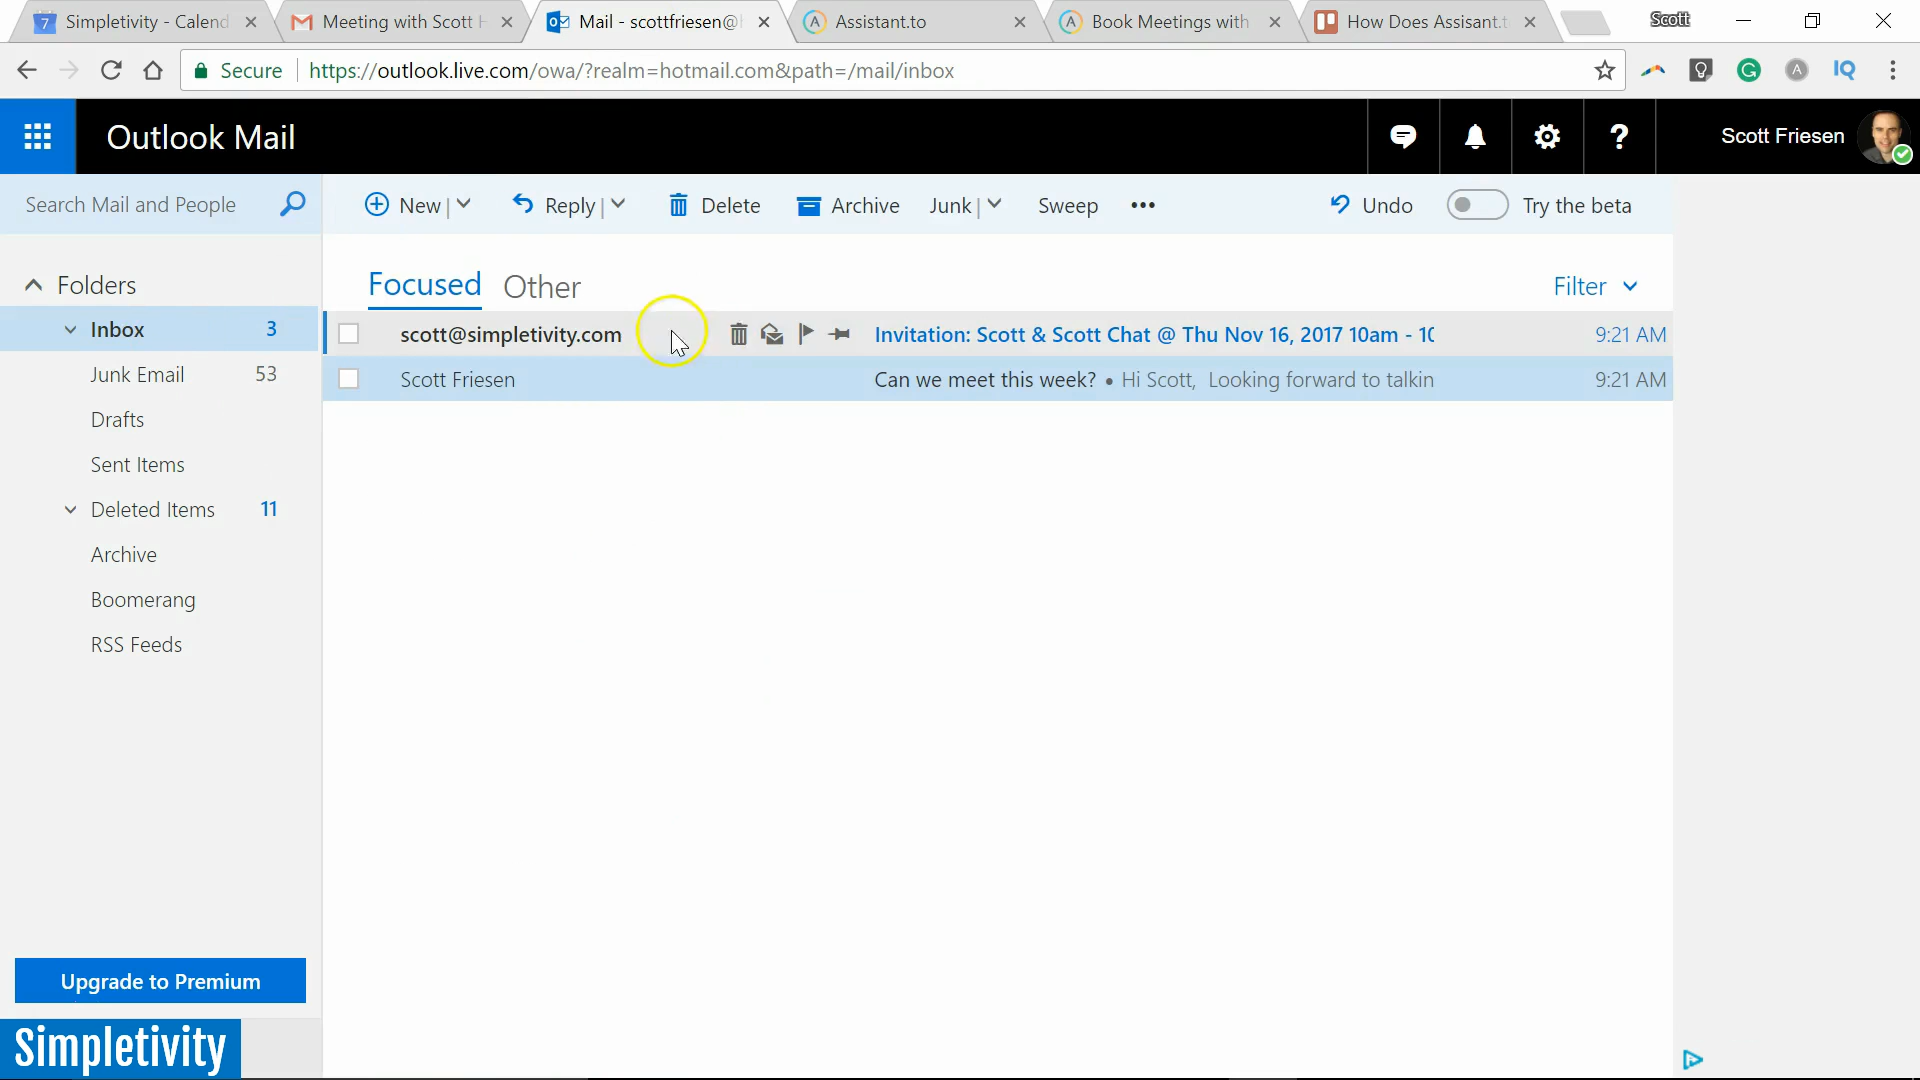 Simpletivity - Calend
Meeting with Scott F
Mail - scottfriesen@h
Assistant.to
Book Meetings with
How Does Assisant.t
Scott
Secure
https://outlook.live.com/owa/?realm=hotmail.com&path=/mail/inbox
Outlook Mail
Scott Friesen
Search Mail and People
New
Reply
Delete
Archive
Junk
Sweep
Undo
Try the beta
Folders
Inbox 3
Junk Email 53
Drafts
Sent Items
Deleted Items 11
Archive
Boomerang
RSS Feeds
Upgrade to Premium
Focused Other
Filter
scott@simpletivity.com Invitation: Scott & Scott Chat @ Thu Nov 16, 2017 10am - 10 9:21 AM
Scott Friesen Can we meet this week? • Hi Scott, Looking forward to talkin 9:21 AM
Simpletivity